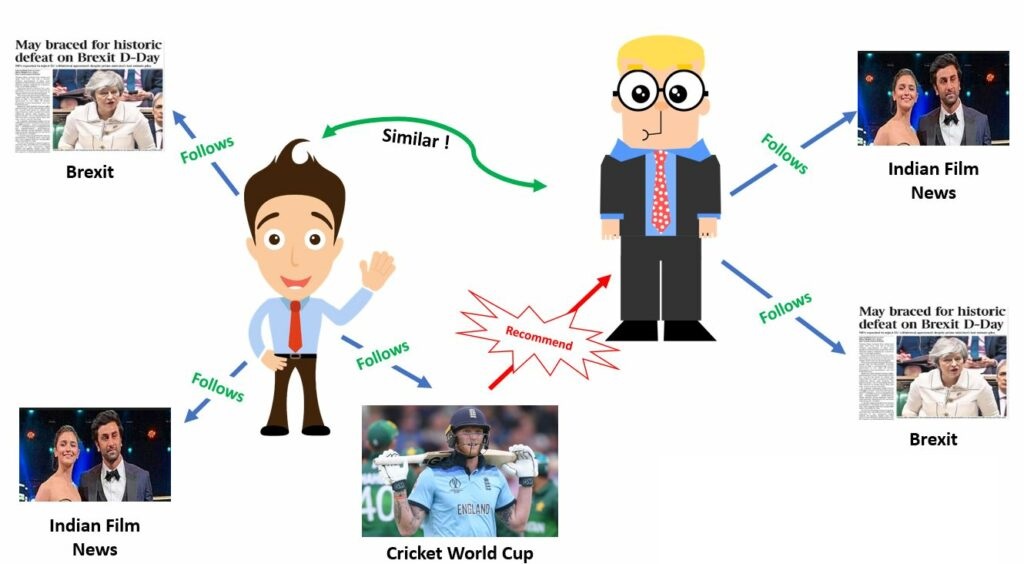 May braced for historic
defeat on Brexit D-Day
Brexit
Follows
Similar !
Follows
Indian Film
News
Follows
May braced for historic
defeat on Brexit D-Day
Brexit
Recommend
Follows
Follows
Indian Film
News
40
ENGLAND
Cricket World Cup